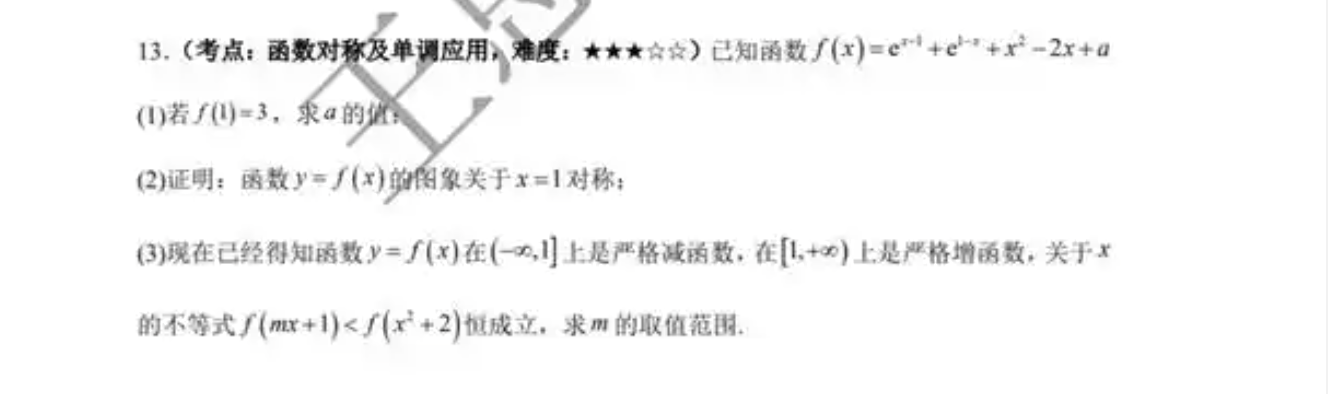 13.（考点：函数对称及单调应用，难度：★★★☆☆）已知函数 f(x)=e^{x-1}+e^{1-x}+x²-2x+a
(1)若 f(1)=3，求 a 的值；
(2)证明：函数 y=f(x) 的图象关于 x=1 对称；
(3)现在已经得知函数 y=f(x) 在 (-∞,1] 上是严格减函数，在 [1,+∞) 上是严格增函数，关于 x
的不等式 f(mx+1)<f(x²+2) 恒成立，求 m 的取值范围.